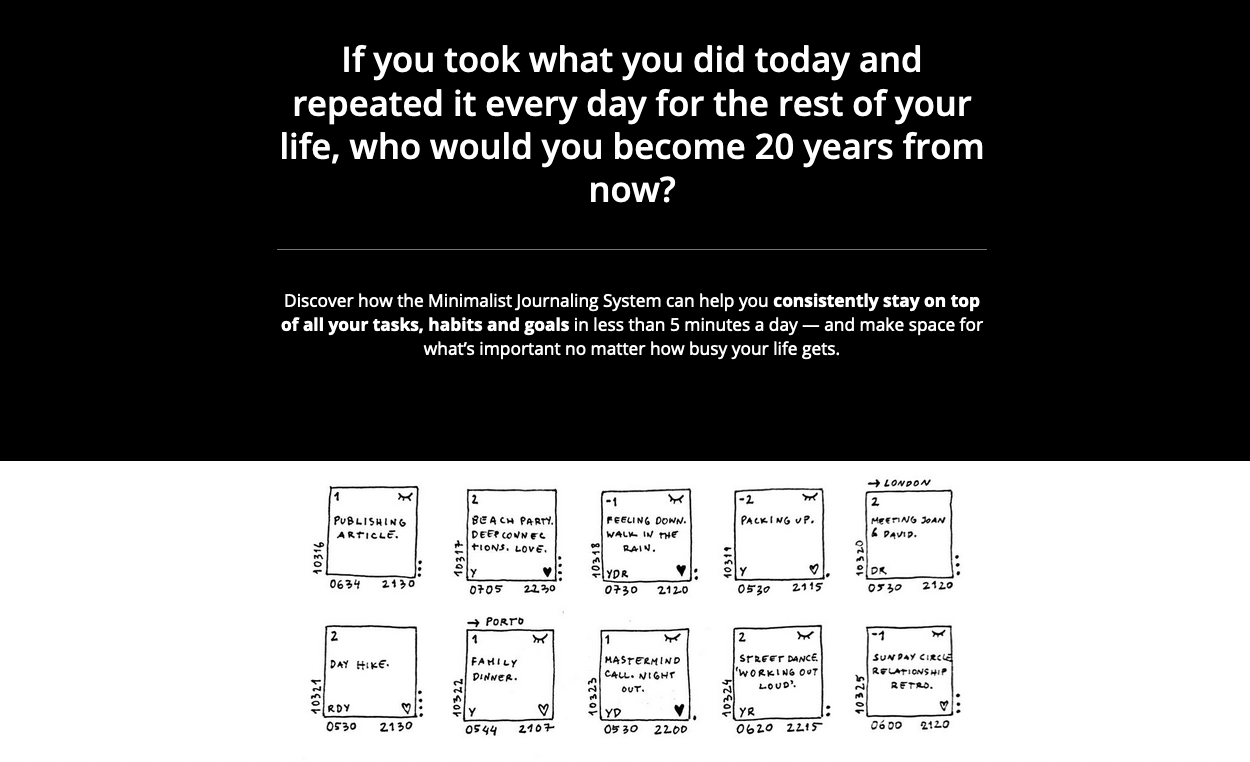 If you took what you did today and
repeated it every day for the rest of your
life, who would you become 20 years from
now?
Discover how the Minimalist Journaling System can help you consistently stay on top
of all your tasks, habits and goals in less than 5 minutes a day — and make space for
what's important no matter how busy your life gets.
10316
1
PUBLISHING
ARTICLE.
0634 2130
10317
2
BEACH PARTY.
DEEP CONNEC
TIONS. LOVE.
Y
0705 2230
10318
-1
FEELING DOWN.
WALK IN THE
RAIN.
YDR
0730 2120
10319
-2
PACKING UP.
Y
0530 2115
→ LONDON
10320
2
MEETING JOAN
& DAVID.
DR
0530 2120
10321
2
DAY HIKE.
RDY
0530 2130
→ PORTO
10322
1
FAMILY
DINNER.
Y
0544 2107
10323
1
MASTERMIND
CALL. NIGHT
OUT.
YD
0530 2200
10324
2
STREET DANCE.
'WORKING OUT
LOUD'.
YR
0620 2215
10325
-1
SUNDAY CIRCLE
RELATIONSHIP
RETRO.
0600 2120